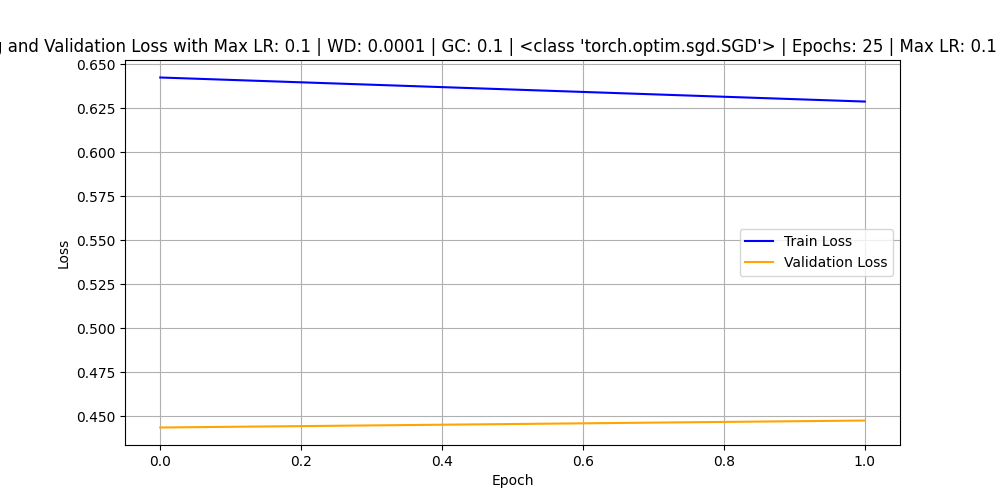 and Validation Loss with Max LR: 0.1 | WD: 0.0001 | GC: 0.1 | <class 'torch.optim.sgd.SGD'> | Epochs: 25 | Max LR: 0.1
0.650
0.625
0.600
0.575
0.550
0.525
0.500
0.475
0.450
Loss
Train Loss
Validation Loss
0.0 0.2 0.4 0.6 0.8 1.0
Epoch